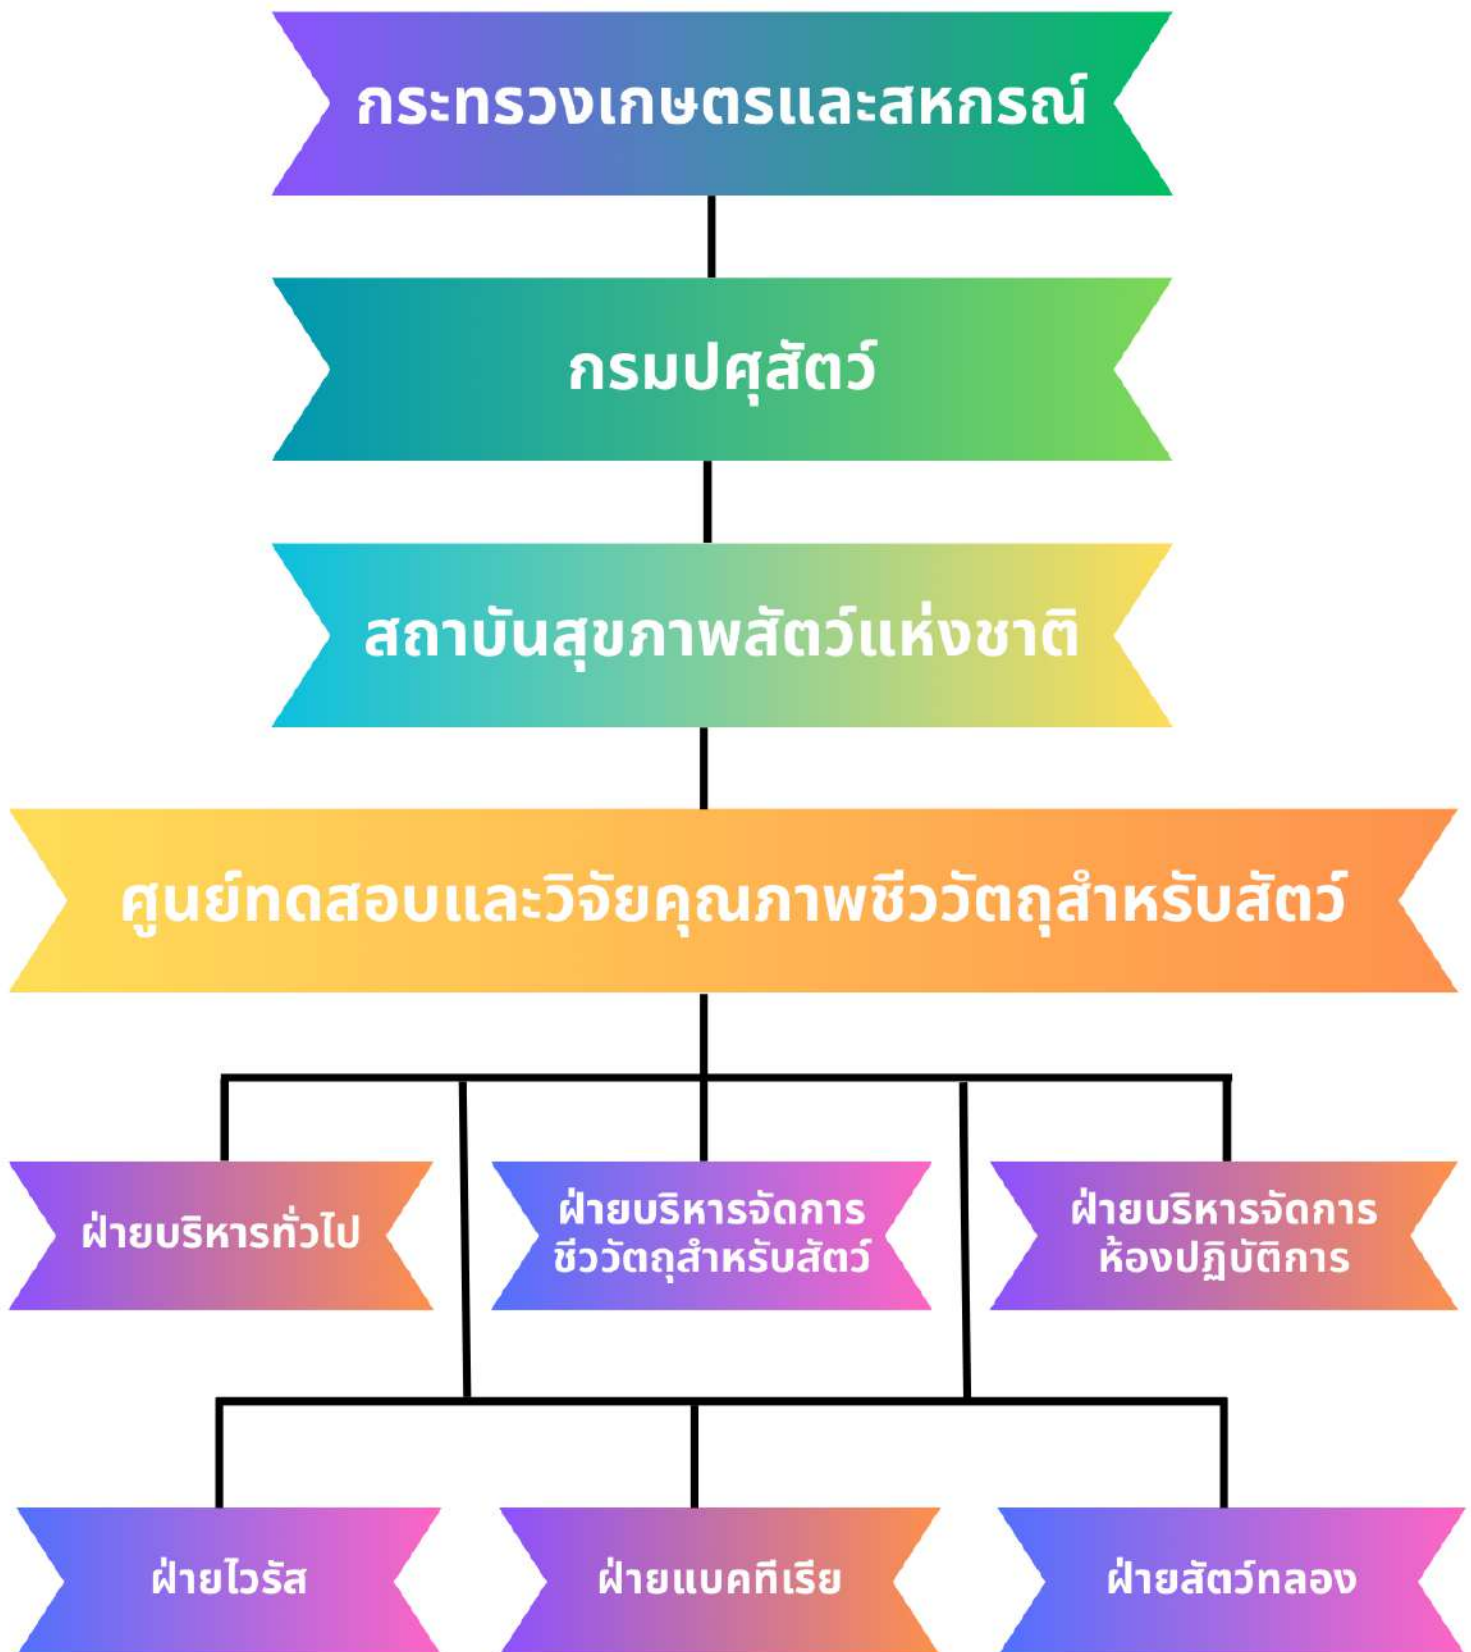 กระทรวงเกษตรและสหกรณ์
กรมปศุสัตว์
สถาบันสุขภาพสัตว์แห่งชาติ
ศูนย์ทดสอบและวิจัยคุณภาพชีววัตถุสำหรับสัตว์
ฝ่ายบริหารทั่วไป
ฝ่ายบริหารจัดการ
ชีววัตถุสำหรับสัตว์
ฝ่ายบริหารจัดการ
ห้องปฏิบัติการ
ฝ่ายไวรัส
ฝ่ายแบคทีเรีย
ฝ่ายสัตว์ทลอง